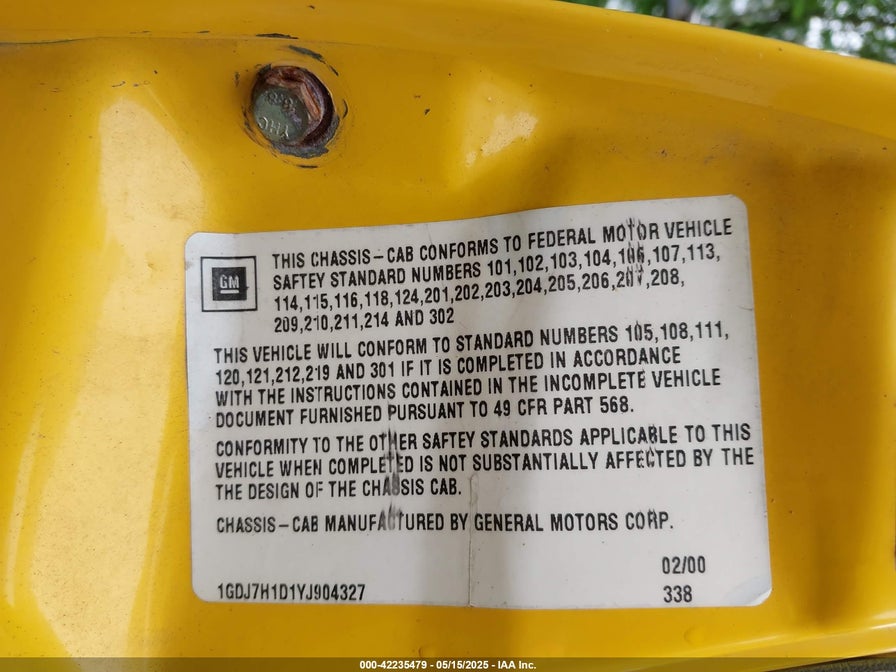 YHC
GM
THIS CHASSIS-CAB CONFORMS TO FEDERAL MOTOR VEHICLE
SAFTEY STANDARD NUMBERS 101,102,103,104,106,107,113,
114,115,116,118,124,201,202,203,204,205,206,207,208,
209,210,211,214 AND 302
THIS VEHICLE WILL CONFORM TO STANDARD NUMBERS 105,108,111,
120,121,212,219 AND 301 IF IT IS COMPLETED IN ACCORDANCE
WITH THE INSTRUCTIONS CONTAINED IN THE INCOMPLETE VEHICLE
DOCUMENT FURNISHED PURSUANT TO 49 CFR PART 568.
CONFORMITY TO THE OTHER SAFTEY STANDARDS APPLICABLE TO THIS
VEHICLE WHEN COMPLETED IS NOT SUBSTANTIALLY AFFECTED BY THE
THE DESIGN OF THE CHASSIS CAB.
CHASSIS-CAB MANUFACTURED BY GENERAL MOTORS CORP.
02/00
1GDJ7H1D1YJ904327
338
000-42235479 - 05/15/2025 - IAA Inc.